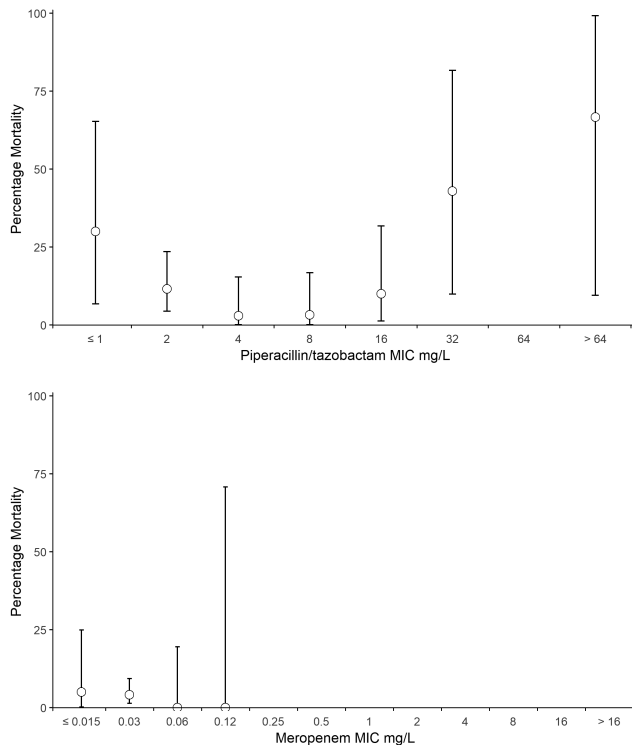 100
75
50
25
0
Percentage Mortality
≤ 1 2 4 8 16 32 64 > 64
Piperacillin/tazobactam MIC mg/L
100
75
50
25
0
Percentage Mortality
≤ 0.015 0.03 0.06 0.12 0.25 0.5 1 2 4 8 16 > 16
Meropenem MIC mg/L